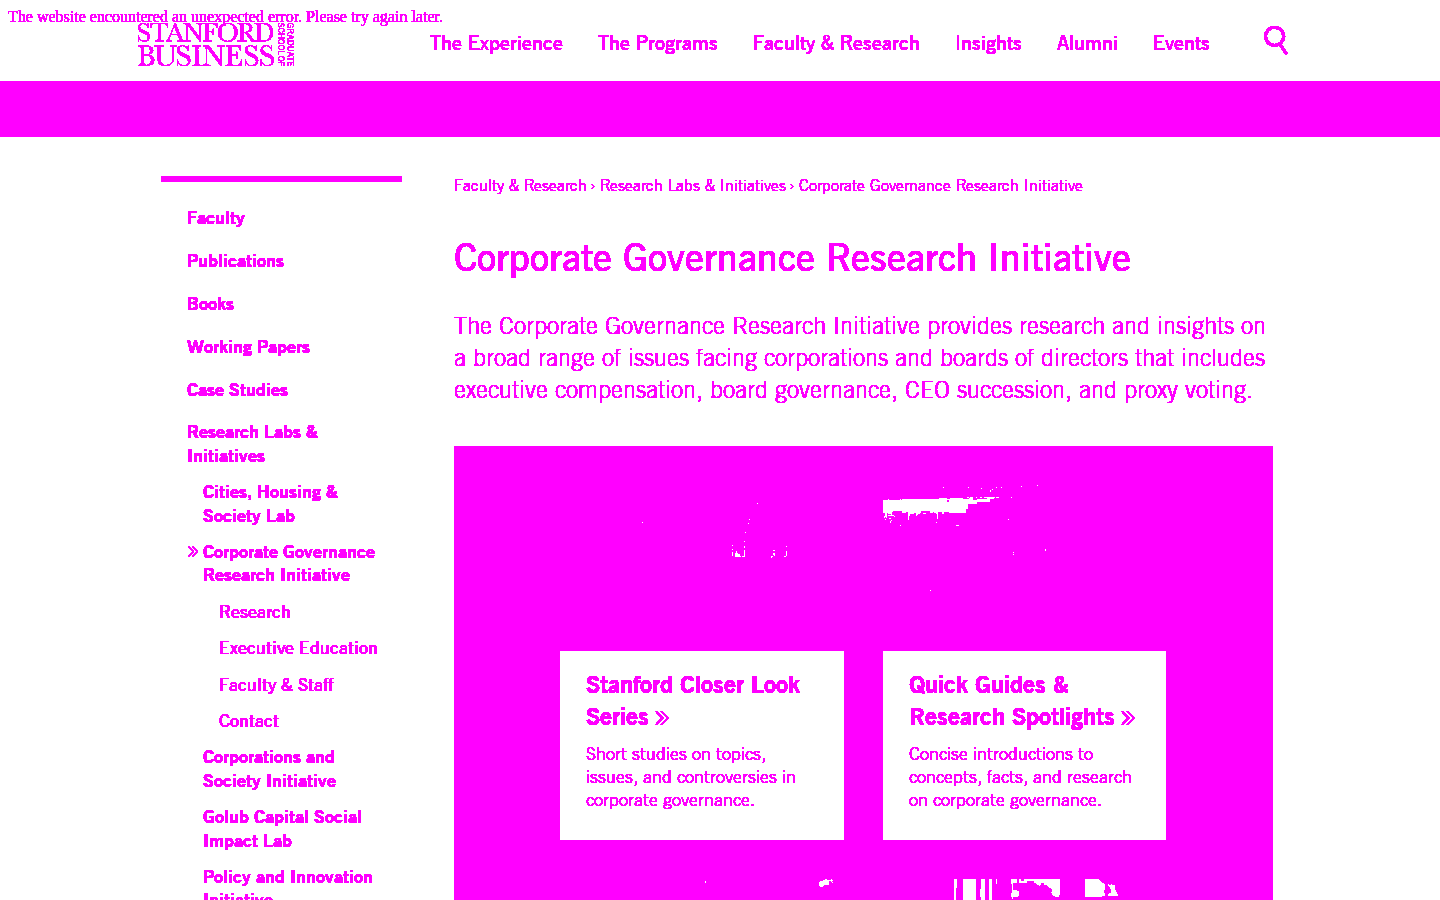 The website encountered an unexpected error. Please try again later.
STANFORD
BUSINESS
GRADUATE
SCHOOL OF
The Experience
The Programs
Faculty & Research
Insights
Alumni
Events
Faculty & Research › Research Labs & Initiatives › Corporate Governance Research Initiative
Faculty
Publications
Books
Working Papers
Case Studies
Research Labs &
Initiatives
Cities, Housing &
Society Lab
» Corporate Governance
Research Initiative
Research
Executive Education
Faculty & Staff
Contact
Corporations and
Society Initiative
Golub Capital Social
Impact Lab
Policy and Innovation
Initiative
Corporate Governance Research Initiative
The Corporate Governance Research Initiative provides research and insights on
a broad range of issues facing corporations and boards of directors that includes
executive compensation, board governance, CEO succession, and proxy voting.
Stanford Closer Look
Series »
Short studies on topics,
issues, and controversies in
corporate governance.
Quick Guides &
Research Spotlights »
Concise introductions to
concepts, facts, and research
on corporate governance.